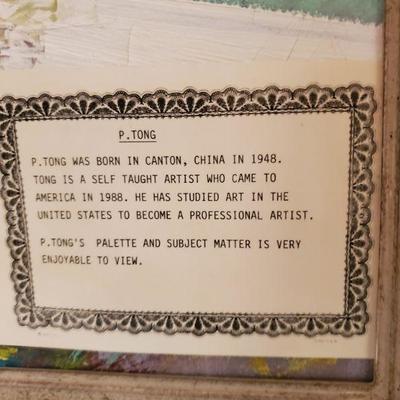 P.TONG
P.TONG WAS BORN IN CANTON, CHINA IN 1948.
TONG IS A SELF TAUGHT ARTIST WHO CAME TO
AMERICA IN 1988. HE HAS STUDIED ART IN THE
UNITED STATES TO BECOME A PROFESSIONAL ARTIST.
P.TONG'S PALETTE AND SUBJECT MATTER IS VERY
ENJOYABLE TO VIEW.